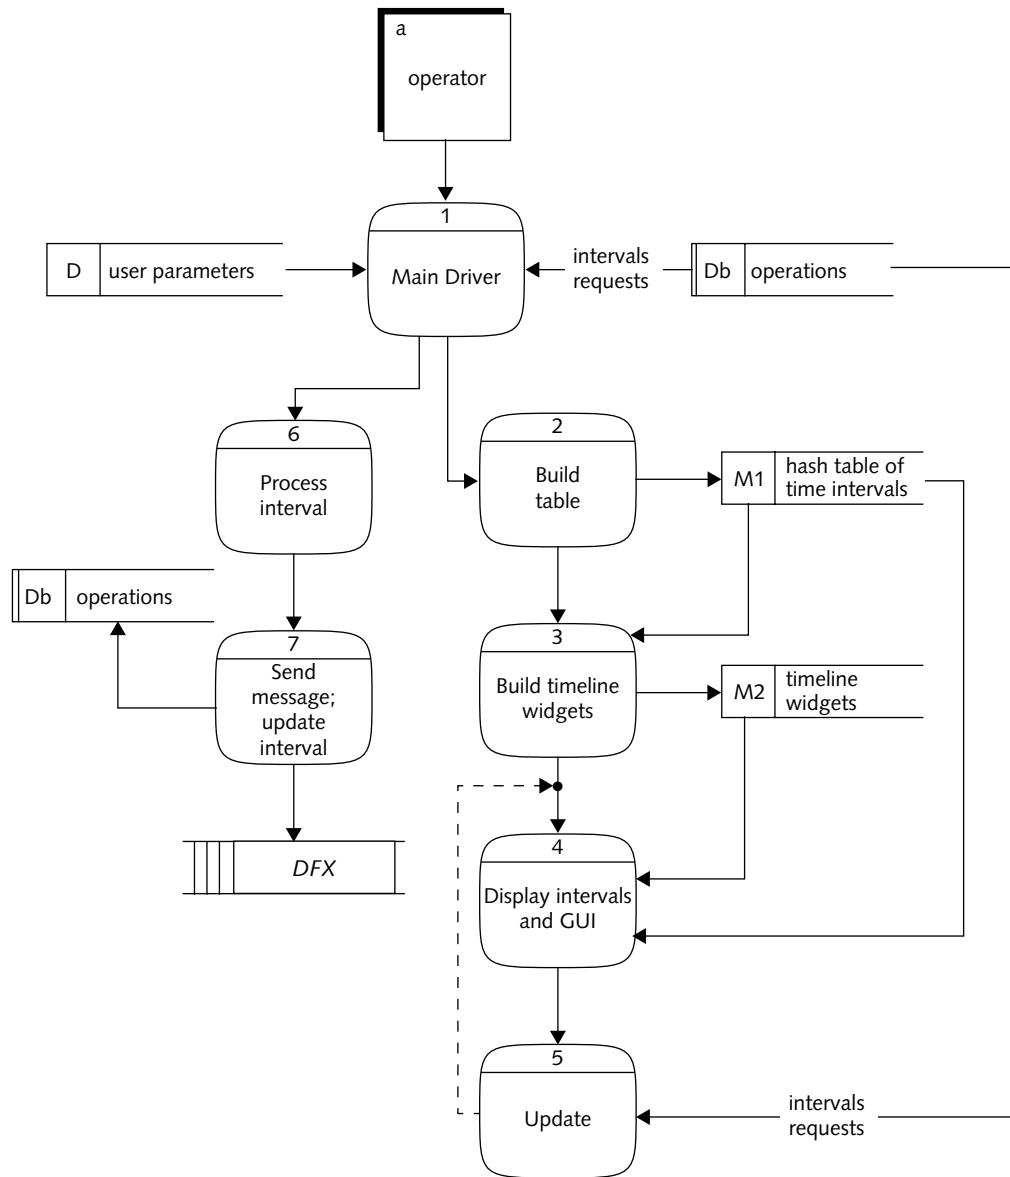 a
operator
1
D
user parameters
Main Driver
intervals
requests
Db
operations
6
Process
interval
2
Build
table
M1
hash table of
time intervals
Db
operations
7
Send
message;
update
interval
3
Build timeline
widgets
M2
timeline
widgets
DFX
4
Display intervals
and GUI
5
Update
intervals
requests